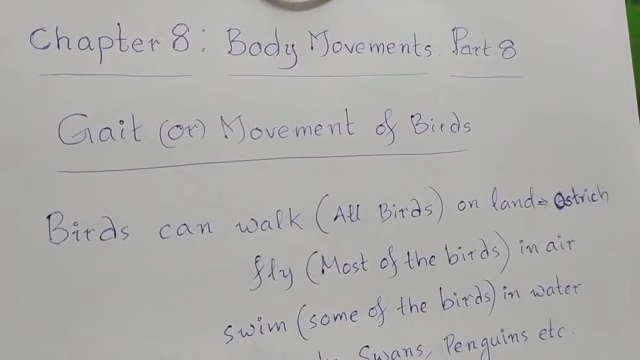 Chapter 8: Body Movements Part 8
Gait (or) Movement of Birds
Birds can walk (All Birds) on land → Ostrich
fly (Most of the birds) in air
swim (some of the birds) in water
Swans, Penguins etc.